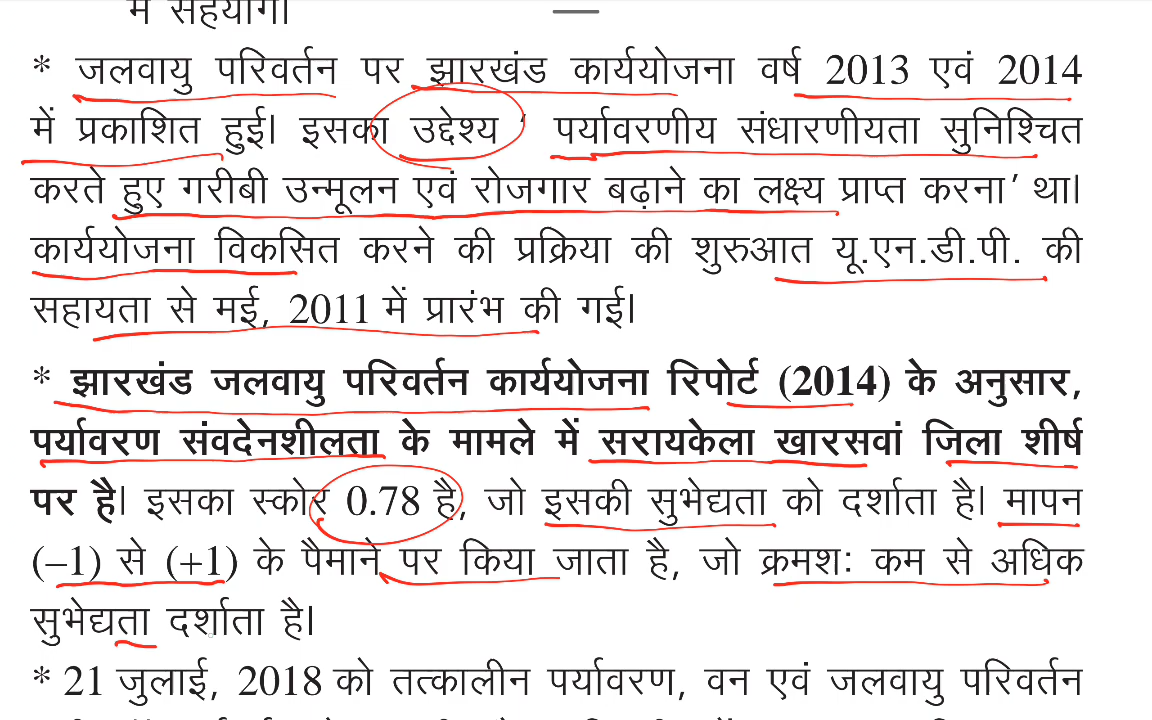 में सहयोग।
* जलवायु परिवर्तन पर झारखंड कार्ययोजना वर्ष 2013 एवं 2014
में प्रकाशित हुई। इसका उद्देश्य ‘ पर्यावरणीय संधारणीयता सुनिश्चित
करते हुए गरीबी उन्मूलन एवं रोजगार बढ़ाने का लक्ष्य प्राप्त करना’ था।
कार्ययोजना विकसित करने की प्रक्रिया की शुरुआत यू.एन.डी.पी. की
सहायता से मई, 2011 में प्रारंभ की गई।
* झारखंड जलवायु परिवर्तन कार्ययोजना रिपोर्ट (2014) के अनुसार,
पर्यावरण संवदेनशीलता के मामले में सरायकेला खारसवां जिला शीर्ष
पर है। इसका स्कोर 0.78 है, जो इसकी सुभेद्यता को दर्शाता है। मापन
(–1) से (+1) के पैमाने पर किया जाता है, जो क्रमशः कम से अधिक
सुभेद्यता दर्शाता है।
* 21 जुलाई, 2018 को तत्कालीन पर्यावरण, वन एवं जलवायु परिवर्तन